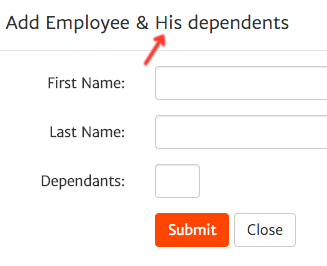 Add Employee & His dependents
First Name:
Last Name:
Dependants:
Submit Close